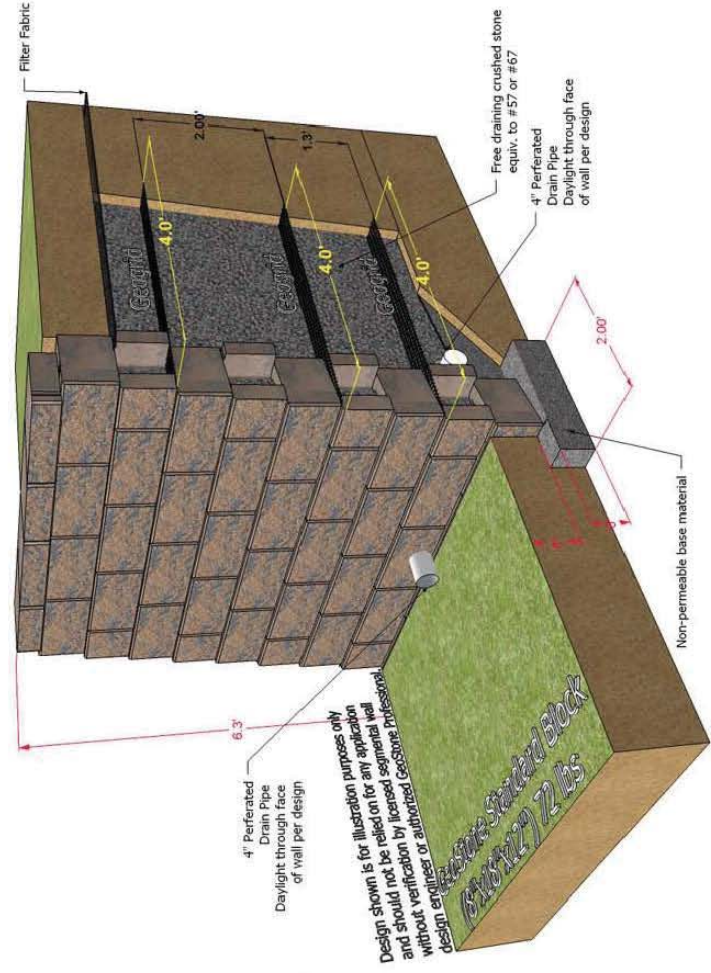 Filter Fabric
2.00'
1.3'
4.0'
4.0'
4.0'
Geogrid
Geogrid
Geogrid
Free draining crushed stone
equiv. to #57 or #67
4" Perferated
Drain Pipe
Daylight through face
of wall per design
2.00'
Non-permeable base material
6.3'
4" Perforated
Drain Pipe
Daylight through face
of wall per design
Design shown is for illustration purposes only
and should not be relied on for any application
without verification by licensed segmental wall
design engineer or authorized GeoStone Professional.
GeoStone Standard Block
(8"x18"x12") 72 lbs